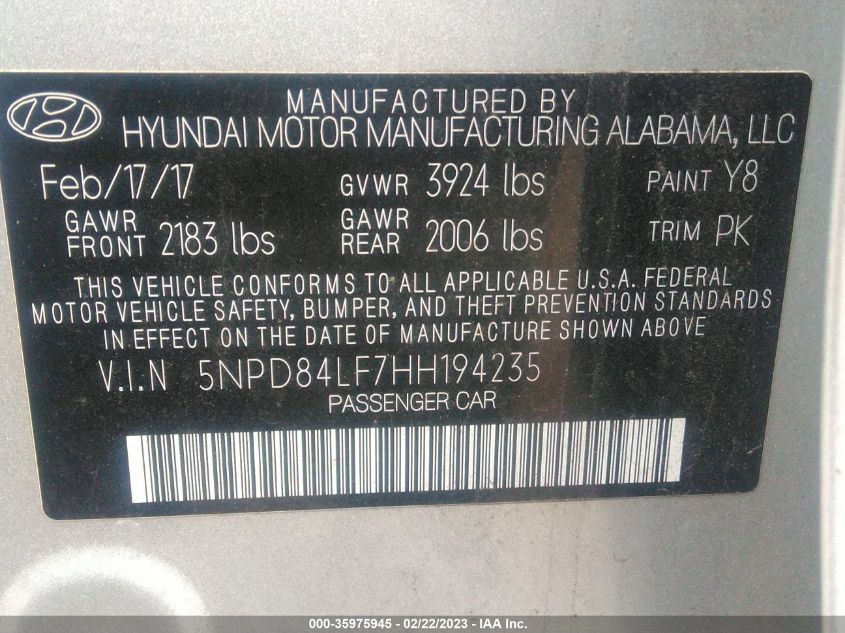 MANUFACTURED BY
HYUNDAI MOTOR MANUFACTURING ALABAMA, LLC
Feb/17/17 GVWR 3924 lbs PAINT Y8
GAWR FRONT 2183 lbs GAWR REAR 2006 lbs TRIM PK
THIS VEHICLE CONFORMS TO ALL APPLICABLE U.S.A. FEDERAL
MOTOR VEHICLE SAFETY, BUMPER, AND THEFT PREVENTION STANDARDS
IN EFFECT ON THE DATE OF MANUFACTURE SHOWN ABOVE
V.I.N 5NPD84LF7HH194235
PASSENGER CAR
000-35975945 - 02/22/2023 - IAA Inc.